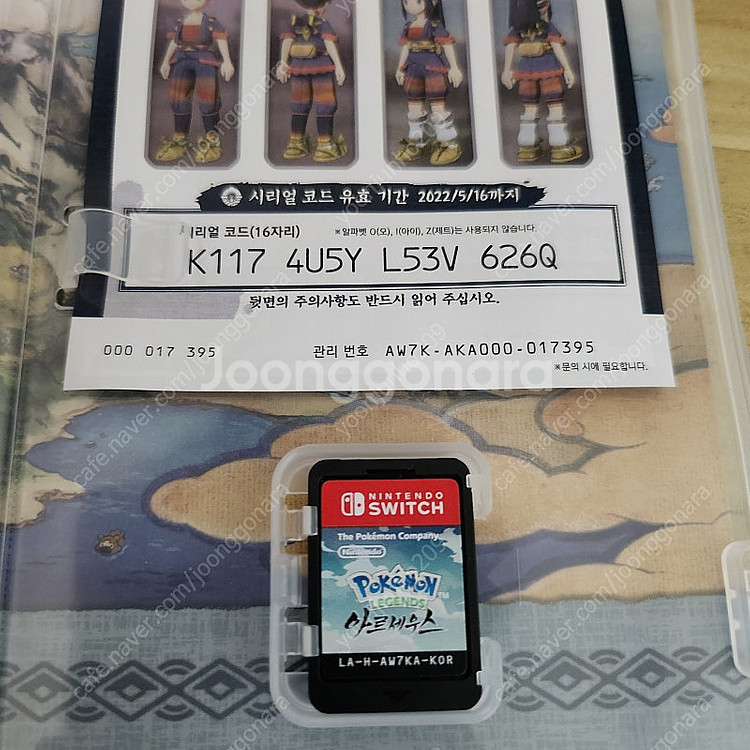 시리얼 코드 유효 기간 2022/5/16까지
리얼 코드(16자리) ※알파벳 O(오), I(아이), Z(제트)는 사용되지 않습니다.
K117 4U5Y L53V 626Q
뒷면의 주의사항도 반드시 읽어 주십시오.
000 017 395 관리 번호 AW7K-AKA000-017395
※문의 시에 필요합니다.
Joonggonara
NINTENDO
SWITCH
The Pokémon Company
Nintendo
POKÉMON™
LEGENDS
아르세우스
LA-H-AW7KA-KOR
cafe.naver.com/joonggonara